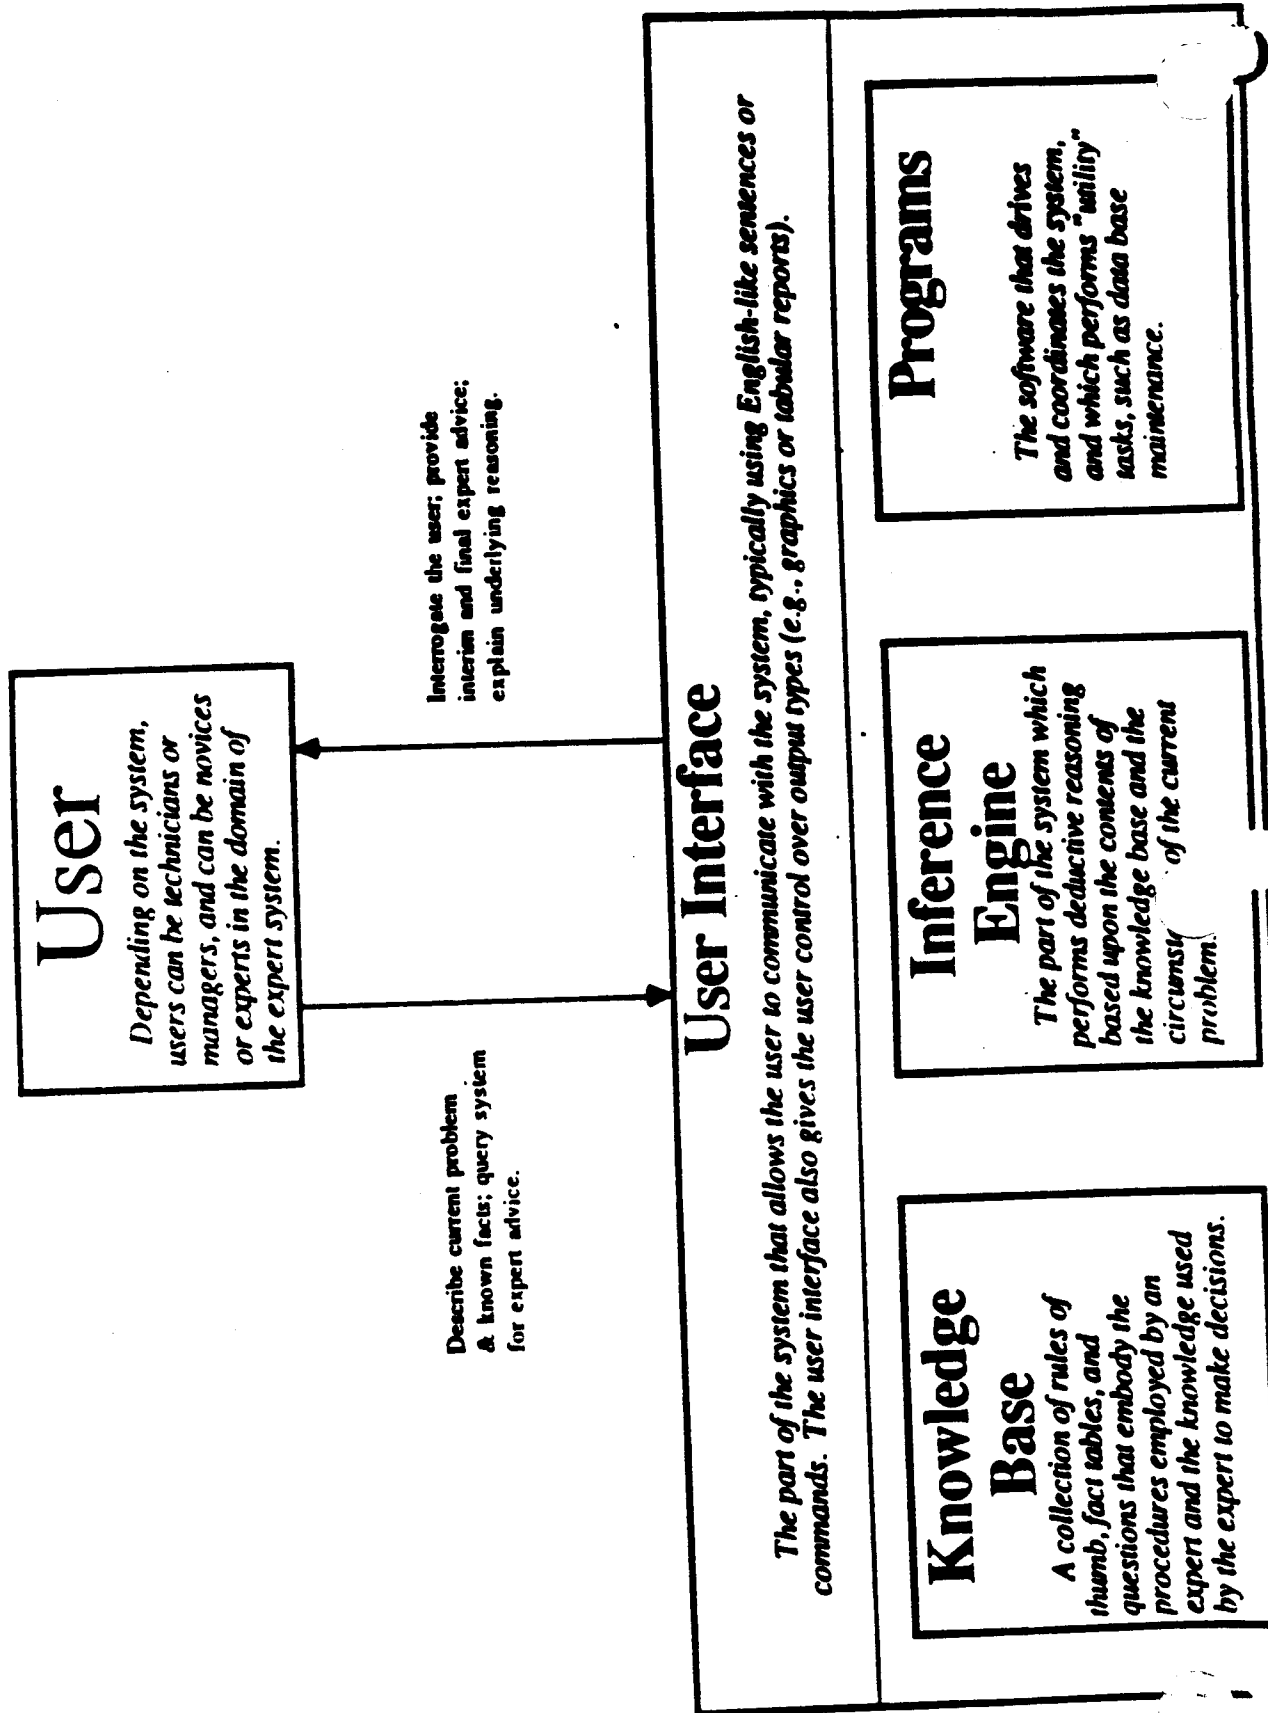 User
Depending on the system,
users can be technicians or
managers, and can be novices
or experts in the domain of
the expert system.
Describe current problem
& known facts; query system
for expert advice.
Interrogate the user; provide
interim and final expert advice;
explain underlying reasoning.
User Interface
The part of the system that allows the user to communicate with the system, typically using English-like sentences or
commands. The user interface also gives the user control over output types (e.g., graphics or tabular reports).
Knowledge
Base
A collection of rules of
thumb, fact tables, and
questions that embody the
procedures employed by an
expert and the knowledge used
by the expert to make decisions.
Inference
Engine
The part of the system which
performs deductive reasoning
based upon the contents of
the knowledge base and the
of the current
problem.
Programs
The software that drives
and coordinates the system,
and which performs "utility"
tasks, such as data base
maintenance.